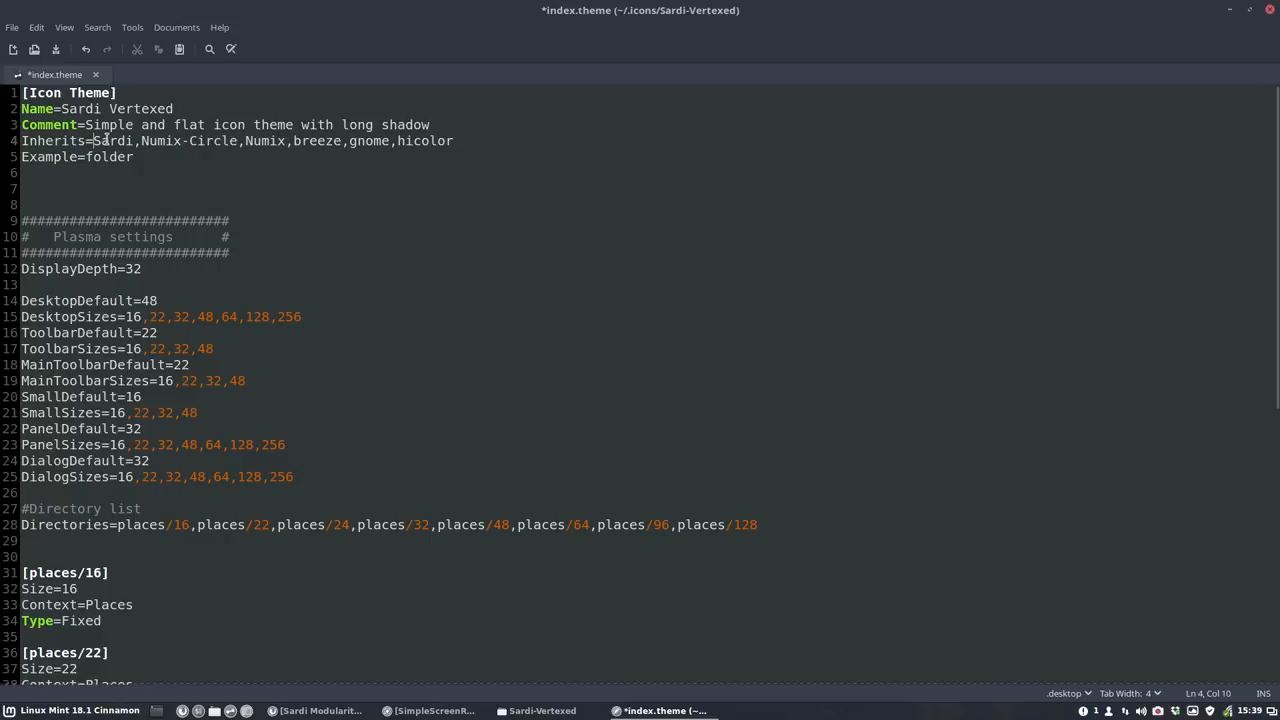 *index.theme (~/.icons/Sardi-Vertexed)
File Edit View Search Tools Documents Help
*index.theme
1 [Icon Theme]
2 Name=Sardi Vertexed
3 Comment=Simple and flat icon theme with long shadow
4 Inherits=Sardi,Numix-Circle,Numix,breeze,gnome,hicolor
5 Example=folder
6
7
8
9 ##########################
10 #   Plasma settings      #
11 ##########################
12 DisplayDepth=32
13
14 DesktopDefault=48
15 DesktopSizes=16,22,32,48,64,128,256
16 ToolbarDefault=22
17 ToolbarSizes=16,22,32,48
18 MainToolbarDefault=22
19 MainToolbarSizes=16,22,32,48
20 SmallDefault=16
21 SmallSizes=16,22,32,48
22 PanelDefault=32
23 PanelSizes=16,22,32,48,64,128,256
24 DialogDefault=32
25 DialogSizes=16,22,32,48,64,128,256
26
27 #Directory list
28 Directories=places/16,places/22,places/24,places/32,places/48,places/64,places/96,places/128
29
30
31 [places/16]
32 Size=16
33 Context=Places
34 Type=Fixed
35
36 [places/22]
37 Size=22
38 Context=Places
.desktop Tab Width: 4 Ln 4, Col 10 INS
Linux Mint 18.1 Cinnamon [Sardi Modularit... [SimpleScreenR... Sardi-Vertexed *index.theme (~... 1 15:39